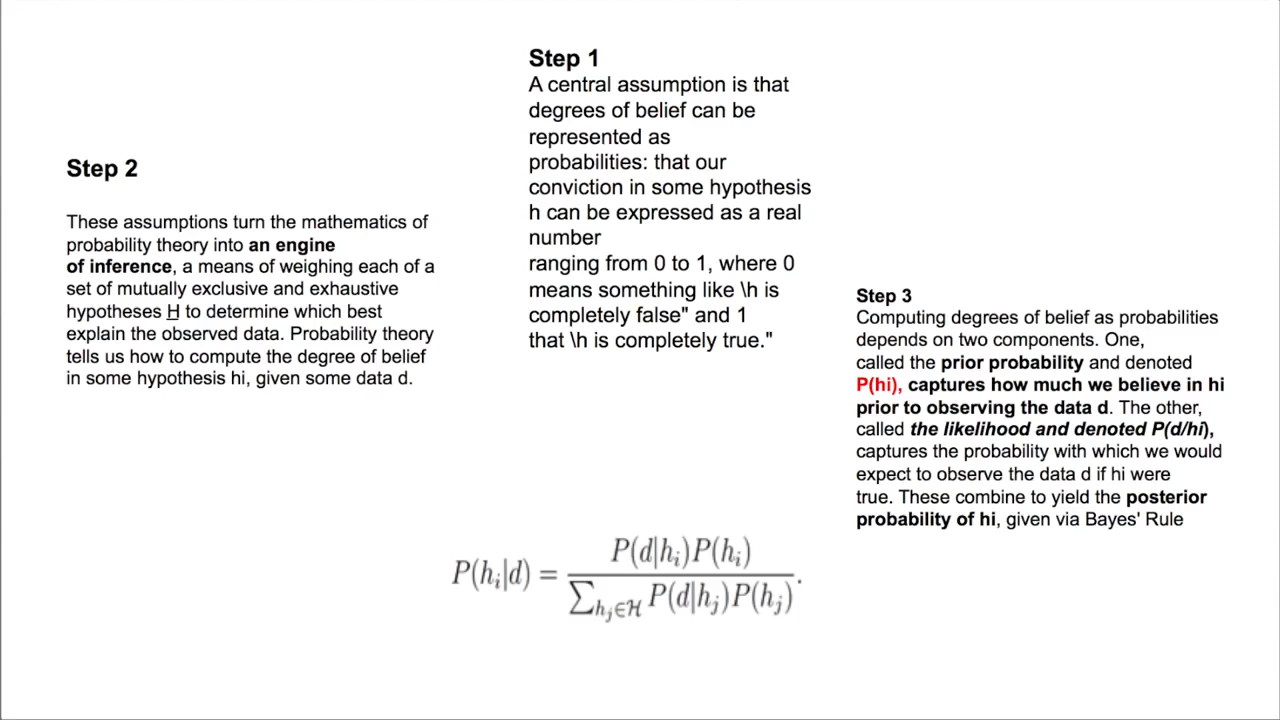 Step 1
A central assumption is that
degrees of belief can be
represented as
probabilities: that our
conviction in some hypothesis
h can be expressed as a real
number
ranging from 0 to 1, where 0
means something like \h is
completely false" and 1
that \h is completely true."
Step 2
These assumptions turn the mathematics of
probability theory into an engine
of inference, a means of weighing each of a
set of mutually exclusive and exhaustive
hypotheses H to determine which best
explain the observed data. Probability theory
tells us how to compute the degree of belief
in some hypothesis hi, given some data d.
Step 3
Computing degrees of belief as probabilities
depends on two components. One,
called the prior probability and denoted
P(hi), captures how much we believe in hi
prior to observing the data d. The other,
called the likelihood and denoted P(d/hi),
captures the probability with which we would
expect to observe the data d if hi were
true. These combine to yield the posterior
probability of hi, given via Bayes' Rule
P(h_i|d) = \frac{P(d|h_i)P(h_i)}{\sum_{h_j∈\mathcal{H}} P(d|h_j)P(h_j)}.